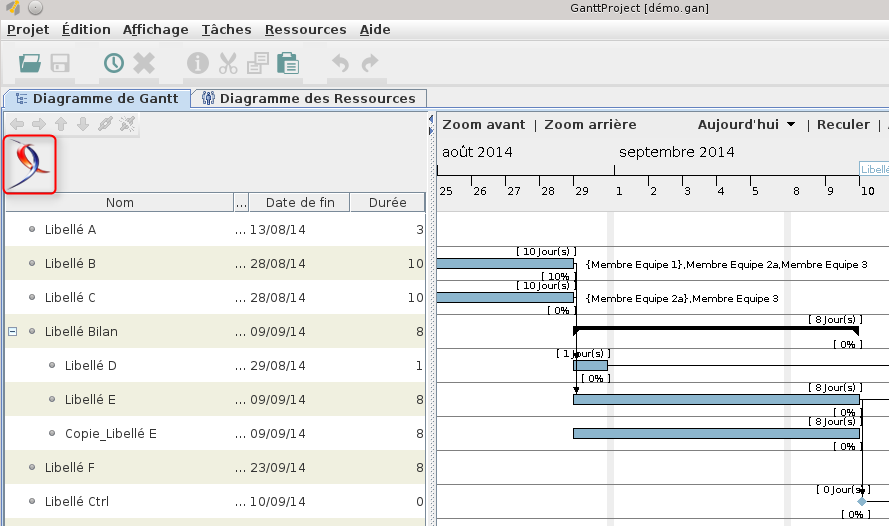 GanttProject [démo.gan]
Projet Édition Affichage Tâches Ressources Aide
Diagramme de Gantt Diagramme des Ressources
Zoom avant | Zoom arrière Aujourd'hui | Reculer |
août 2014 septembre 2014
Libellé
25 26 27 28 29 1 2 3 4 5 8 9 10
Nom ... Date de fin Durée
Libellé A ... 13/08/14 3
[ 10 Jour(s) ]
Libellé B ... 28/08/14 10 {Membre Equipe 1},Membre Equipe 2a,Membre Equipe 3
[ 10% ]
[ 10 Jour(s) ]
Libellé C ... 28/08/14 10 {Membre Equipe 2a},Membre Equipe 3
[ 0% ]
[ 8 Jour(s) ]
Libellé Bilan ... 09/09/14 8
[ 0% ]
[ 1 Jour(s) ]
Libellé D ... 29/08/14 1
[ 0% ]
[ 8 Jour(s) ]
Libellé E ... 09/09/14 8
[ 0% ]
[ 8 Jour(s) ]
Copie_Libellé E ... 09/09/14 8
[ 0% ]
Libellé F ... 23/09/14 8
[ 0 Jour(s) ]
Libellé Ctrl ... 10/09/14 0
[ 0% ]